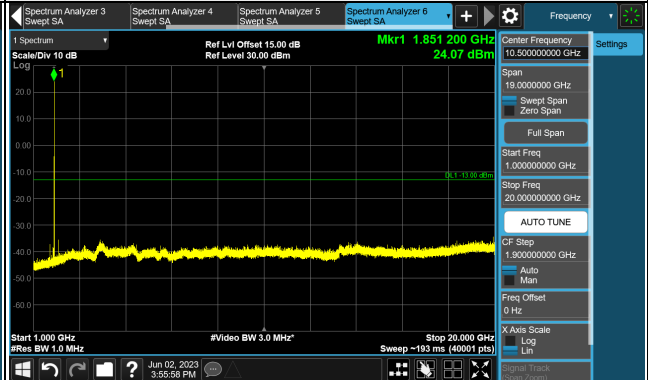 Spectrum Analyzer 3
Swept SA
Spectrum Analyzer 4
Swept SA
Spectrum Analyzer 5
Swept SA
Spectrum Analyzer 6
Swept SA
+
Frequency
1 Spectrum
Scale/Div 10 dB
Log
Ref Lvl Offset 15.00 dB
Ref Level 30.00 dBm
Mkr1 1.851 200 GHz
24.07 dBm
1
20.0
10.0
0.00
-10.0
-20.0
-30.0
-40.0
-50.0
-60.0
DL1 -13.00 dBm
Start 1.000 GHz
#Res BW 1.0 MHz
#Video BW 3.0 MHz*
Stop 20.000 GHz
Sweep ~193 ms (40001 pts)
Center Frequency
10.500000000 GHz
Settings
Span
19.0000000 GHz
Swept Span
Zero Span
Full Span
Start Freq
1.000000000 GHz
Stop Freq
20.000000000 GHz
AUTO TUNE
CF Step
1.900000000 GHz
Auto
Man
Freq Offset
0 Hz
X Axis Scale
Log
Lin
Signal Track
(Span Zoom)
?
Jun 02, 2023
3:55:58 PM